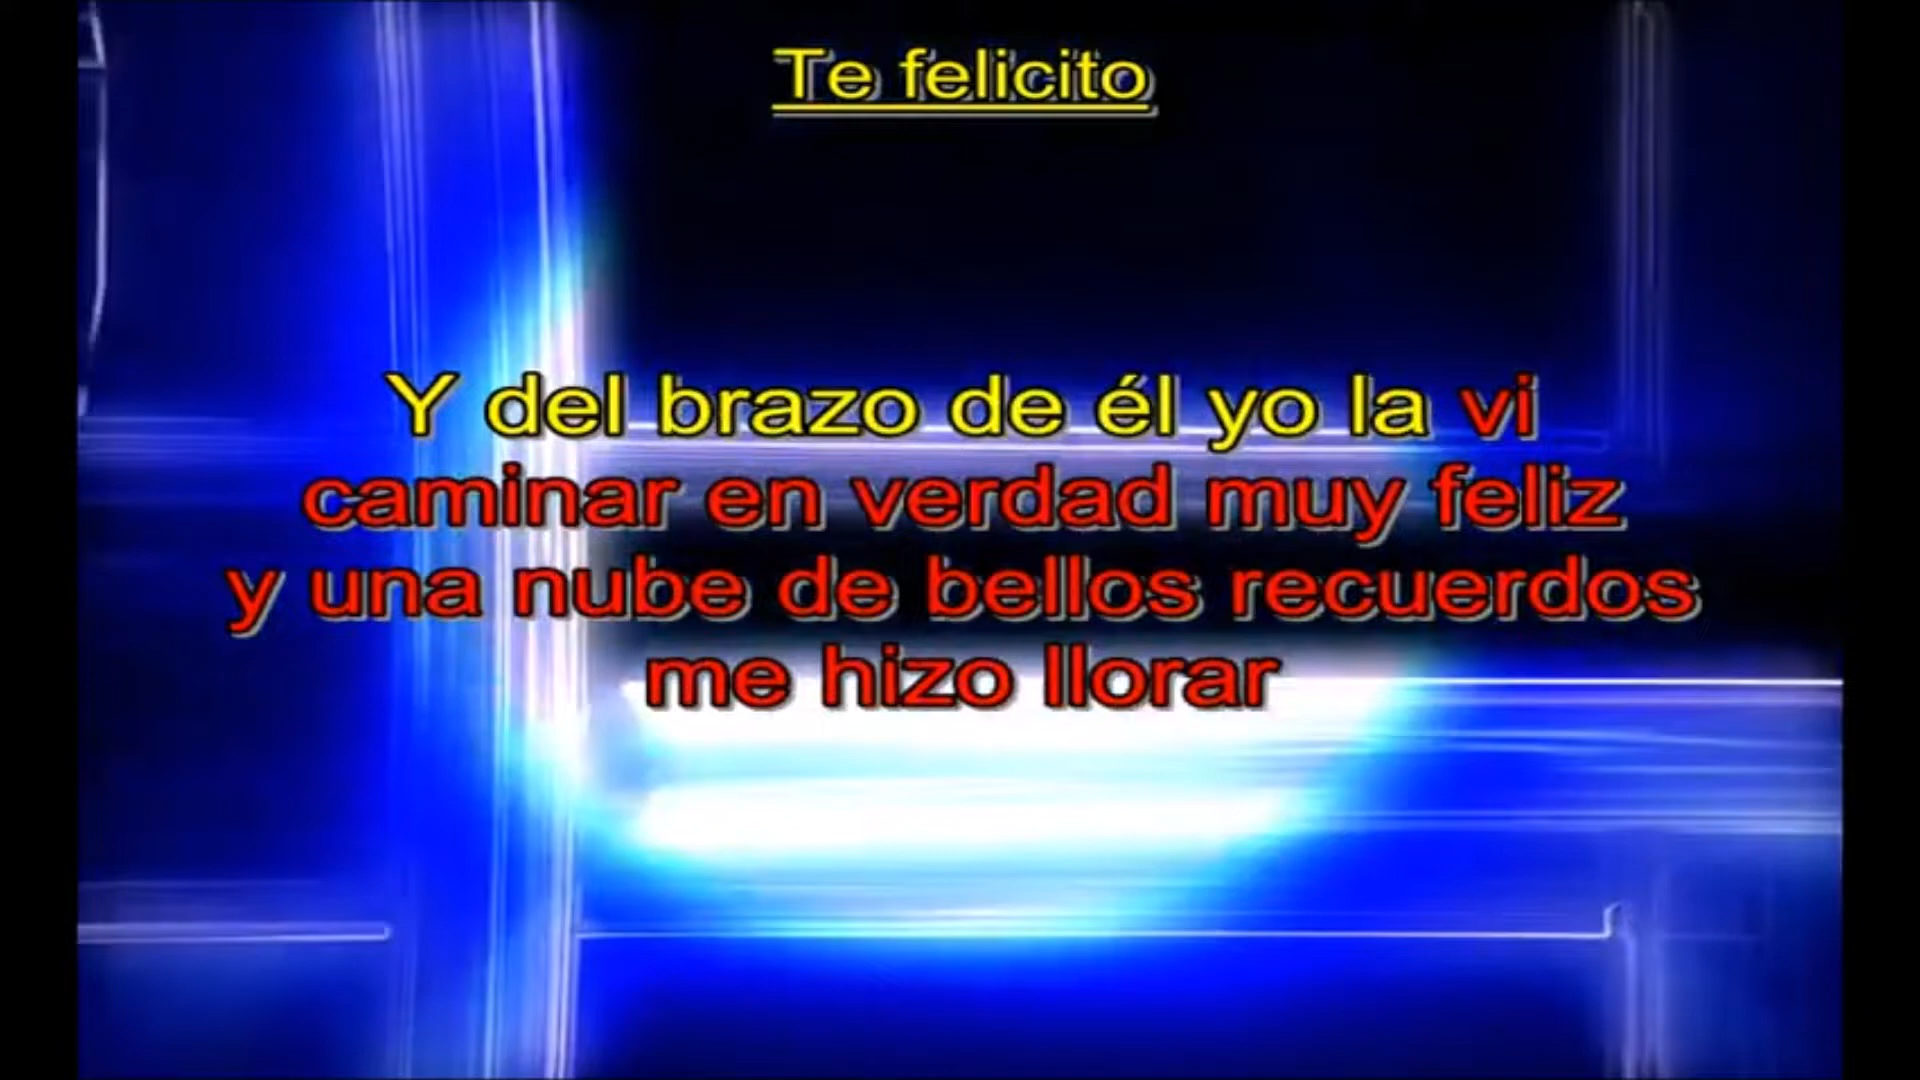 Te felicito
Y del brazo de él yo la vi
caminar en verdad muy feliz
y una nube de bellos recuerdos
me hizo llorar